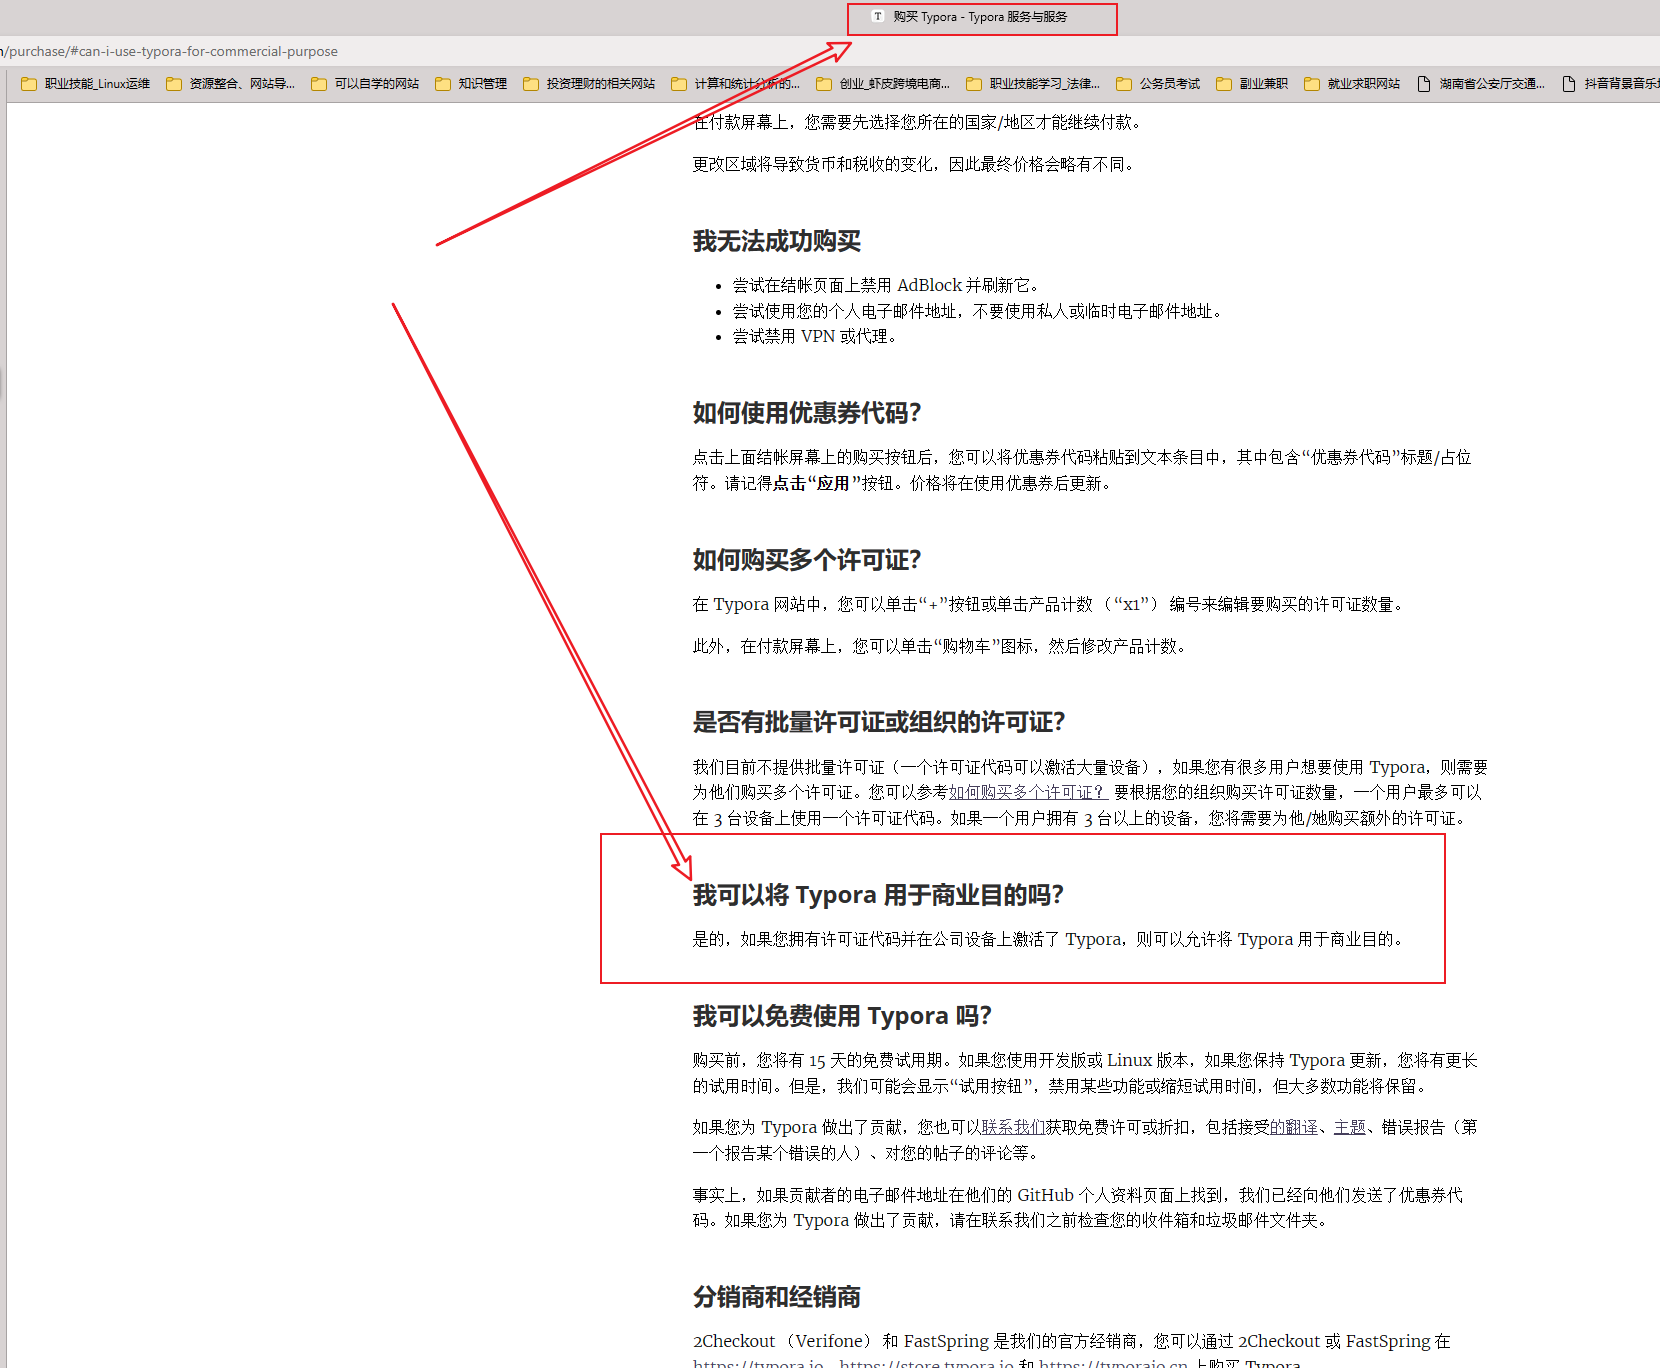 购买 Typora - Typora 服务与服务
/purchase/#can-i-use-typora-for-commercial-purpose
职业技能_Linux运维 资源整合、网站导... 可以自学的网站 知识管理 投资理财的相关网站 计算和统计分析的... 创业_虾皮跨境电商... 职业技能学习_法律... 公务员考试 副业兼职 就业求职网站 湖南省公安厅交通... 抖音背景音乐
在付款屏幕上，您需要先选择您所在的国家/地区才能继续付款。
更改区域将导致货币和税收的变化，因此最终价格会略有不同。
我无法成功购买
• 尝试在结帐页面上禁用 AdBlock 并刷新它。
• 尝试使用您的个人电子邮件地址，不要使用私人或临时电子邮件地址。
• 尝试禁用 VPN 或代理。
如何使用优惠券代码？
点击上面结帐屏幕上的购买按钮后，您可以将优惠券代码粘贴到文本条目中，其中包含“优惠券代码”标题/占位
符。请记得点击“应用”按钮。价格将在使用优惠券后更新。
如何购买多个许可证？
在 Typora 网站中，您可以单击“+”按钮或单击产品计数 （“x1”） 编号来编辑要购买的许可证数量。
此外，在付款屏幕上，您可以单击“购物车”图标，然后修改产品计数。
是否有批量许可证或组织的许可证？
我们目前不提供批量许可证（一个许可证代码可以激活大量设备），如果您有很多用户想要使用 Typora，则需要
为他们购买多个许可证。您可以参考如何购买多个许可证？ 要根据您的组织购买许可证数量，一个用户最多可以
在 3 台设备上使用一个许可证代码。如果一个用户拥有 3 台以上的设备，您将需要为他/她购买额外的许可证。
我可以将 Typora 用于商业目的吗？
是的，如果您拥有许可证代码并在公司设备上激活了 Typora，则可以允许将 Typora 用于商业目的。
我可以免费使用 Typora 吗？
购买前，您将有 15 天的免费试用期。如果您使用开发版或 Linux 版本，如果您保持 Typora 更新，您将有更长
的试用时间。但是，我们可能会显示“试用按钮”，禁用某些功能或缩短试用时间，但大多数功能将保留。
如果您为 Typora 做出了贡献，您也可以联系我们获取免费许可或折扣，包括接受的翻译、主题、错误报告（第
一个报告某个错误的人）、对您的帖子的评论等。
事实上，如果贡献者的电子邮件地址在他们的 GitHub 个人资料页面上找到，我们已经向他们发送了优惠券代
码。如果您为 Typora 做出了贡献，请在联系我们之前检查您的收件箱和垃圾邮件文件夹。
分销商和经销商
2Checkout （Verifone） 和 FastSpring 是我们的官方经销商，您可以通过 2Checkout 或 FastSpring 在
https://typora.io、https://store.typora.io 和 https://typoraio.cn 上购买 Typora